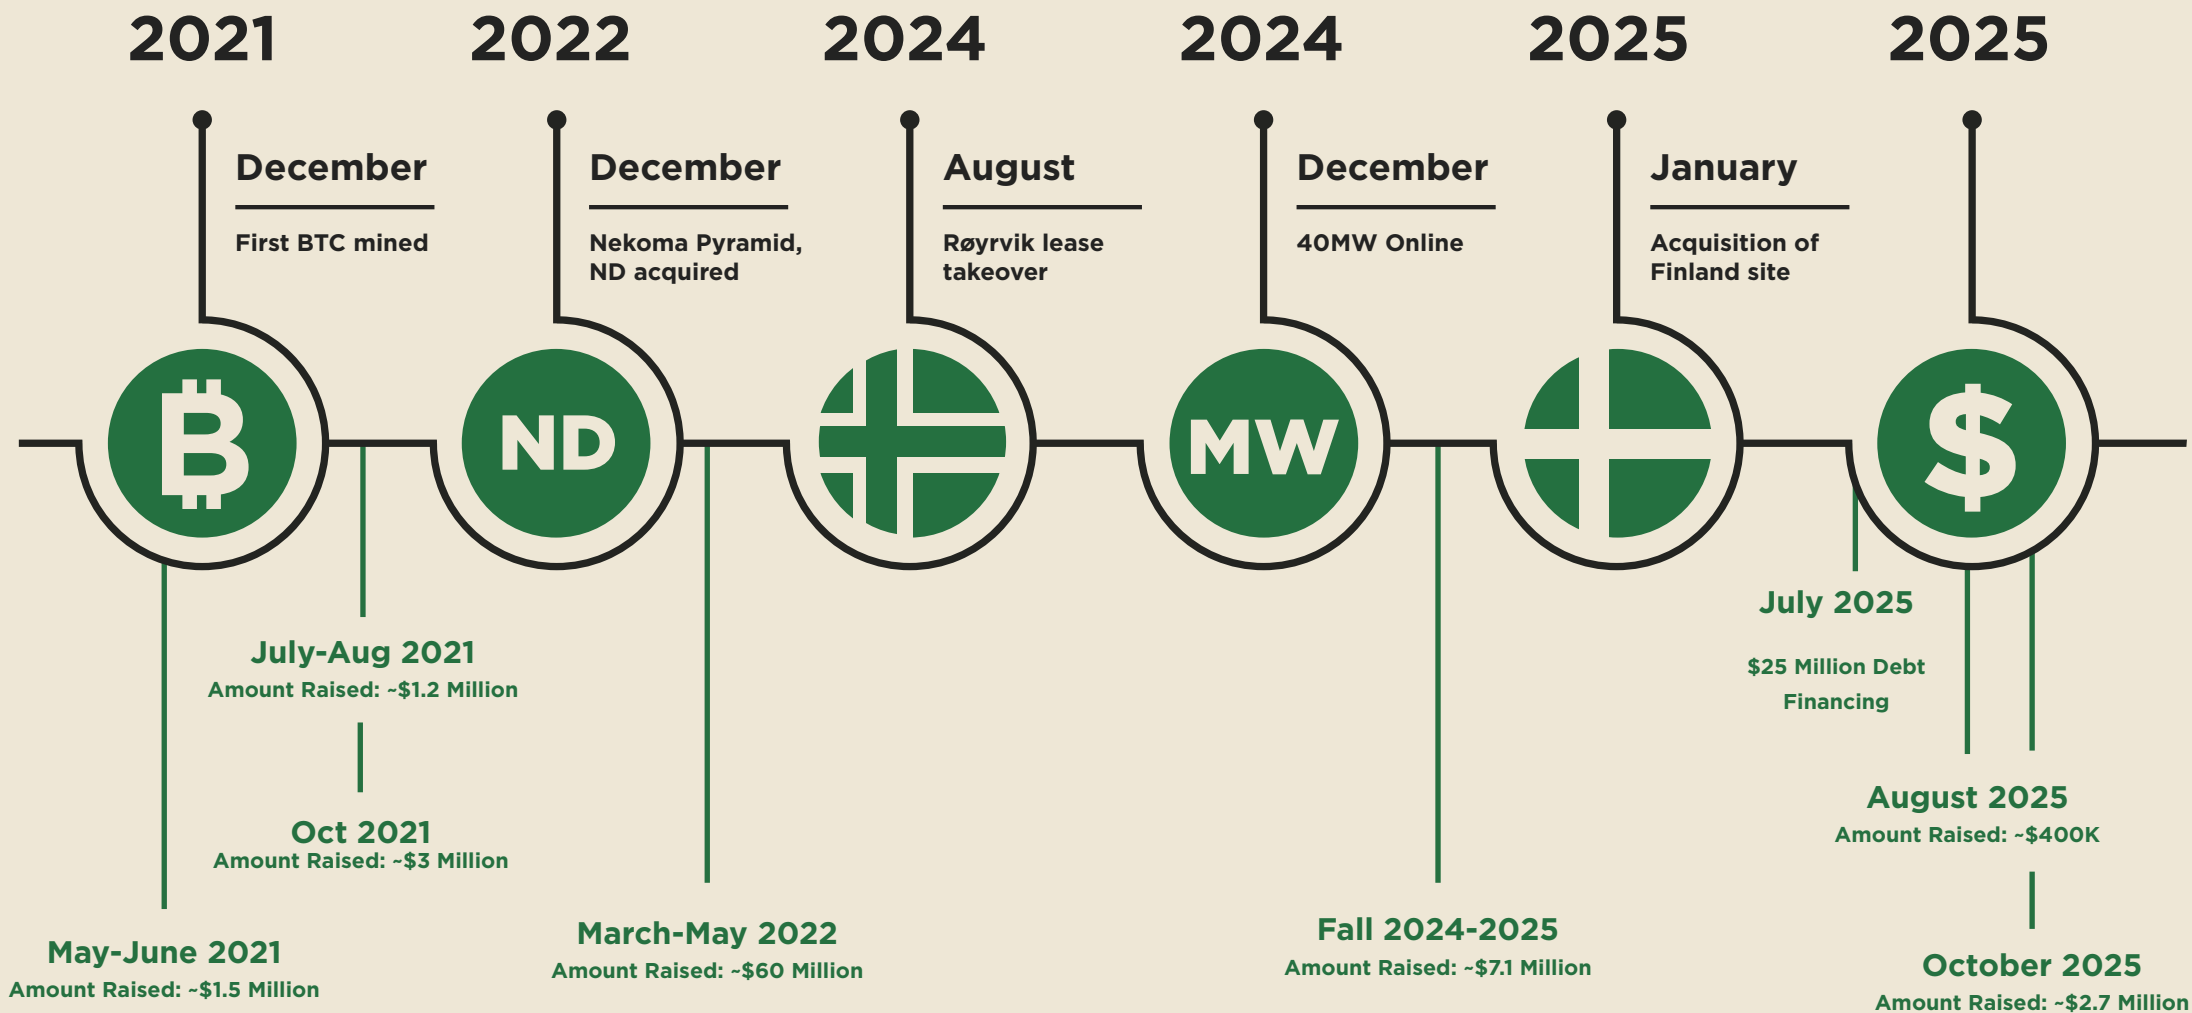 2021
2022
2024
2024
2025
2025
December
First BTC mined
December
Nekoma Pyramid,
ND acquired
August
Røyrvik lease
takeover
December
40MW Online
January
Acquisition of
Finland site
ND
MW
$
July-Aug 2021
Amount Raised: ~$1.2 Million
Oct 2021
Amount Raised: ~$3 Million
May-June 2021
Amount Raised: ~$1.5 Million
March-May 2022
Amount Raised: ~$60 Million
Fall 2024-2025
Amount Raised: ~$7.1 Million
July 2025
$25 Million Debt
Financing
August 2025
Amount Raised: ~$400K
October 2025
Amount Raised: ~$2.7 Million